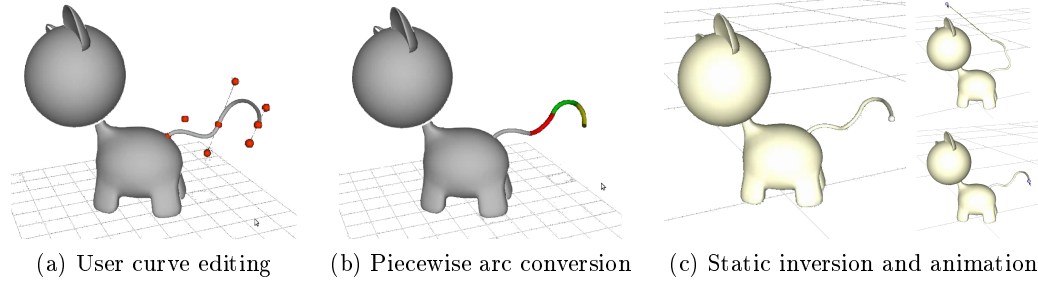 (a) User curve editing
(b) Piecewise arc conversion
(c) Static inversion and animation